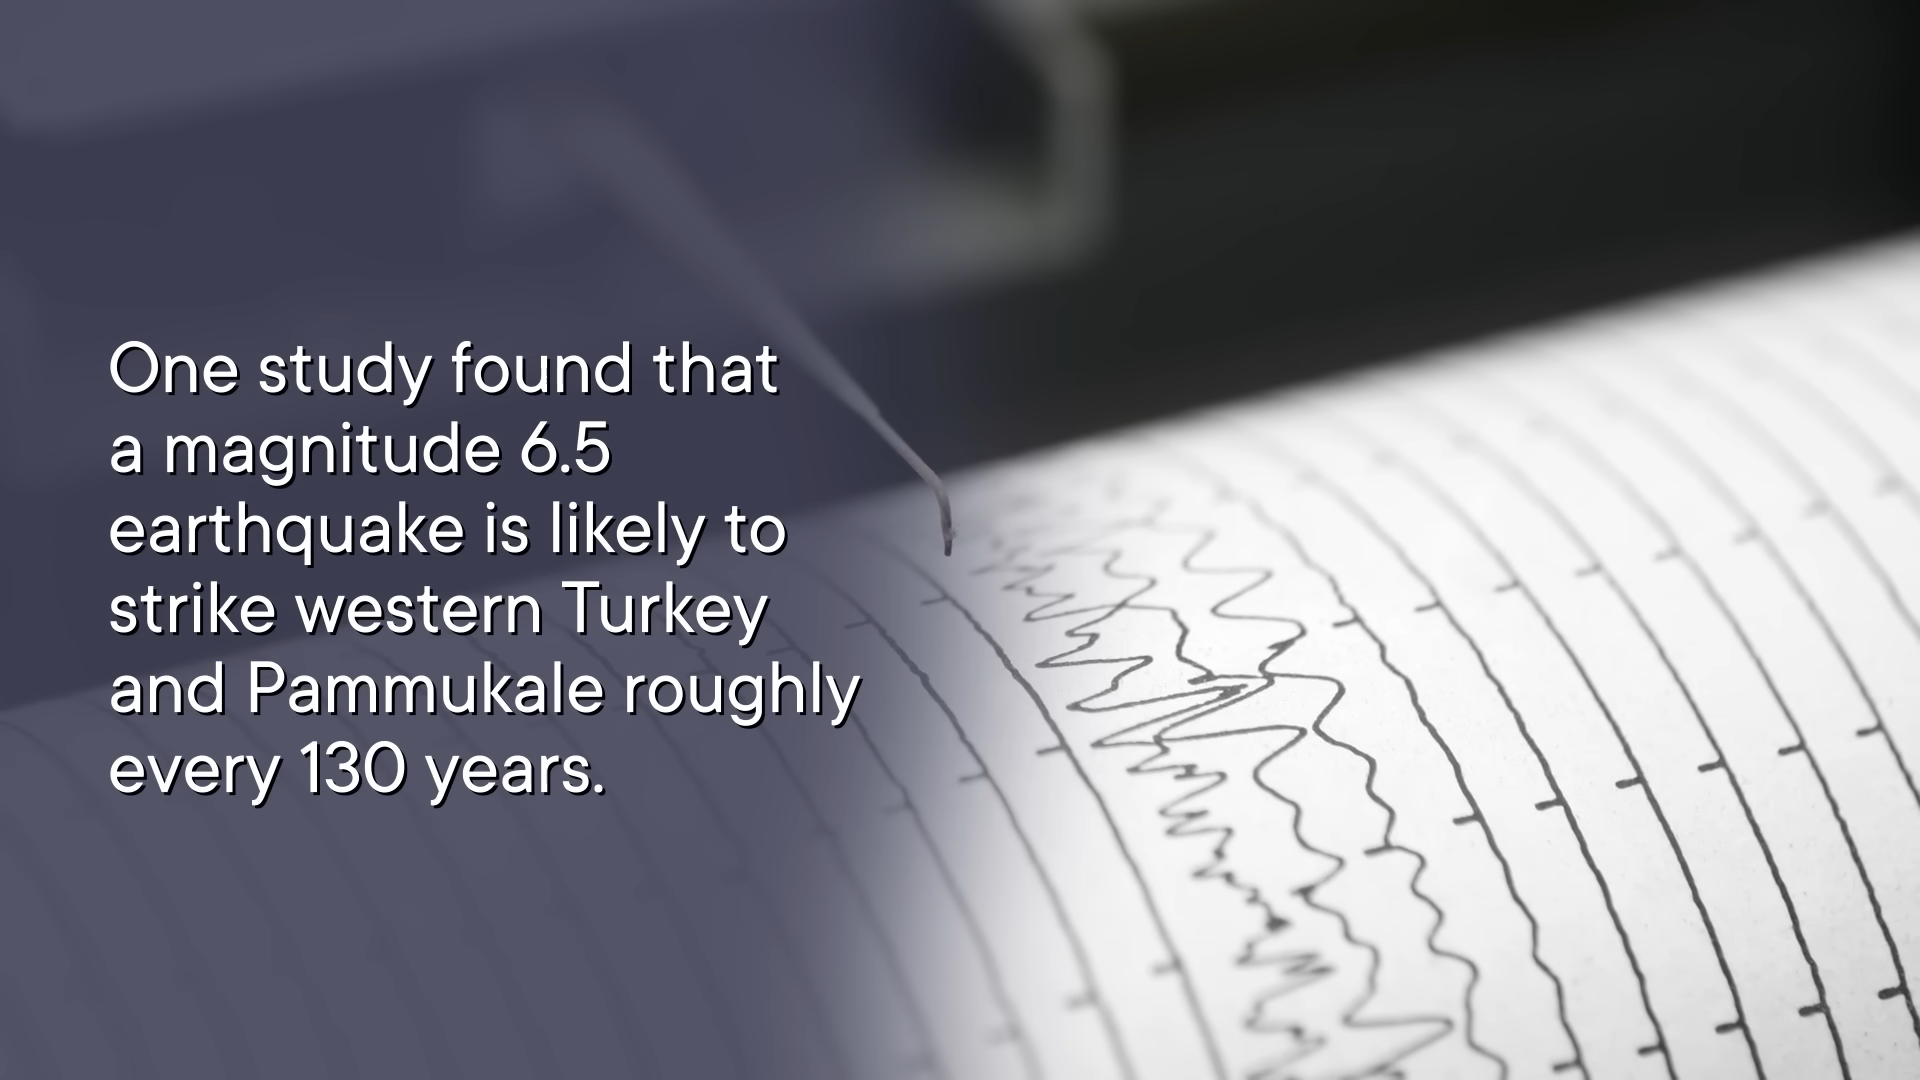 One study found that
a magnitude 6.5
earthquake is likely to
strike western Turkey
and Pammukale roughly
every 130 years.